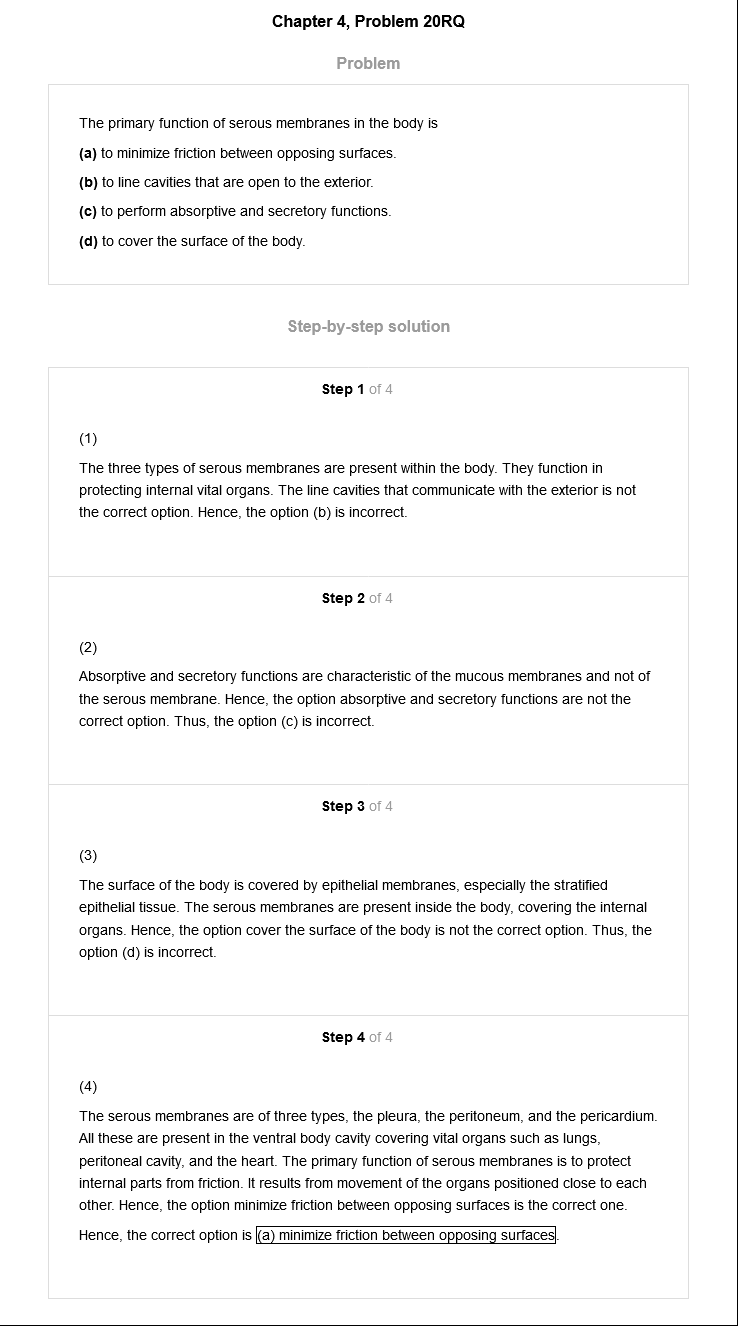 Chapter 4, Problem 20RQ
Problem
The primary function of serous membranes in the body is
(a) to minimize friction between opposing surfaces.
(b) to line cavities that are open to the exterior.
(c) to perform absorptive and secretory functions.
(d) to cover the surface of the body.
Step-by-step solution
Step 1 of 4
(1)
The three types of serous membranes are present within the body. They function in
protecting internal vital organs. The line cavities that communicate with the exterior is not
the correct option. Hence, the option (b) is incorrect.
Step 2 of 4
(2)
Absorptive and secretory functions are characteristic of the mucous membranes and not of
the serous membrane. Hence, the option absorptive and secretory functions are not the
correct option. Thus, the option (c) is incorrect.
Step 3 of 4
(3)
The surface of the body is covered by epithelial membranes, especially the stratified
epithelial tissue. The serous membranes are present inside the body, covering the internal
organs. Hence, the option cover the surface of the body is not the correct option. Thus, the
option (d) is incorrect.
Step 4 of 4
(4)
The serous membranes are of three types, the pleura, the peritoneum, and the pericardium.
All these are present in the ventral body cavity covering vital organs such as lungs,
peritoneal cavity, and the heart. The primary function of serous membranes is to protect
internal parts from friction. It results from movement of the organs positioned close to each
other. Hence, the option minimize friction between opposing surfaces is the correct one.
Hence, the correct option is (a) minimize friction between opposing surfaces.